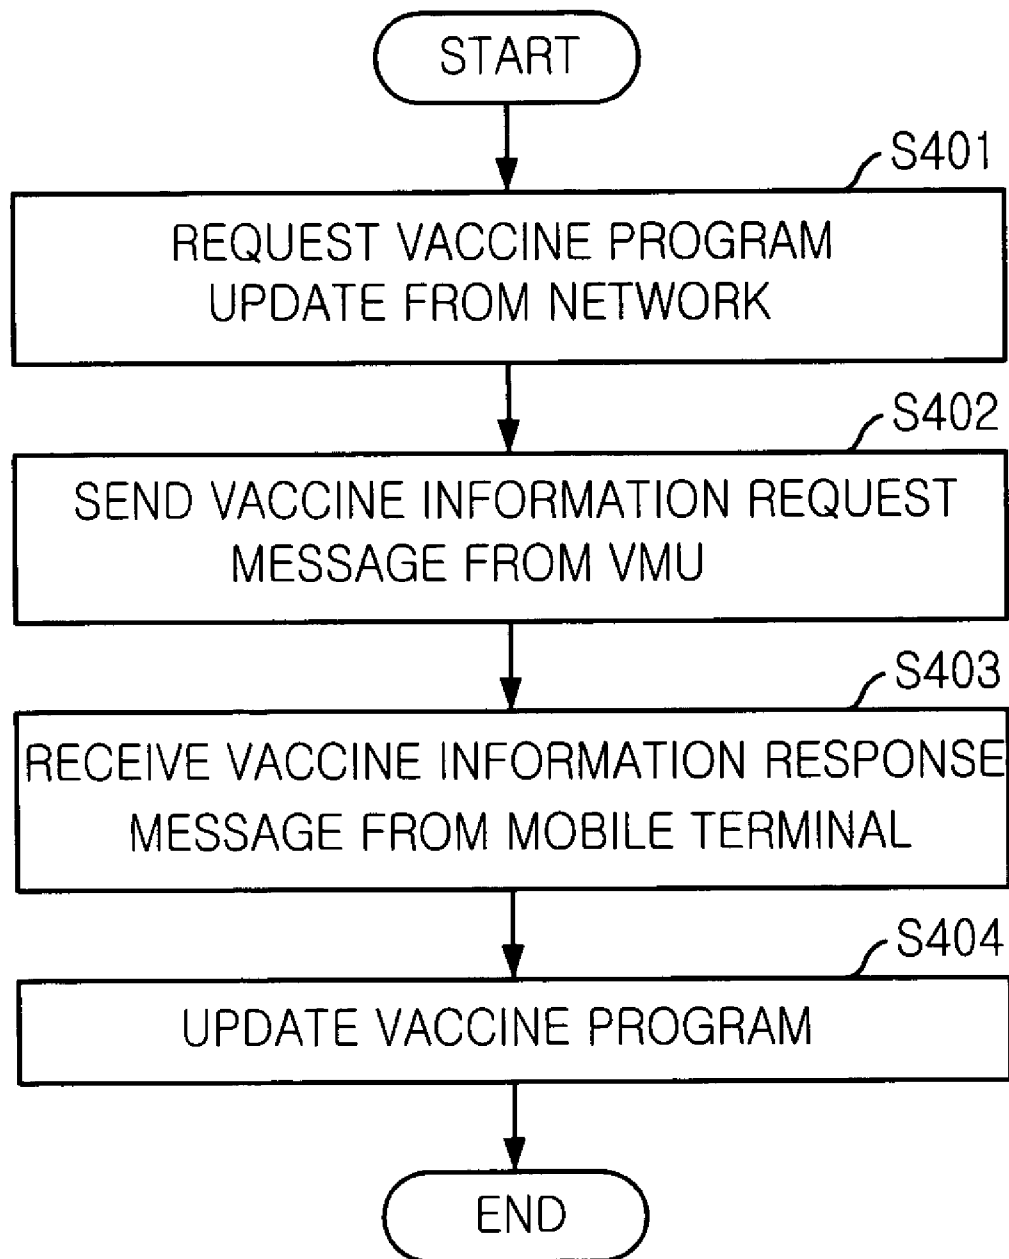 START
S401
REQUEST VACCINE PROGRAM
UPDATE FROM NETWORK
S402
SEND VACCINE INFORMATION REQUEST
MESSAGE FROM VMU
S403
RECEIVE VACCINE INFORMATION RESPONSE
MESSAGE FROM MOBILE TERMINAL
S404
UPDATE VACCINE PROGRAM
END